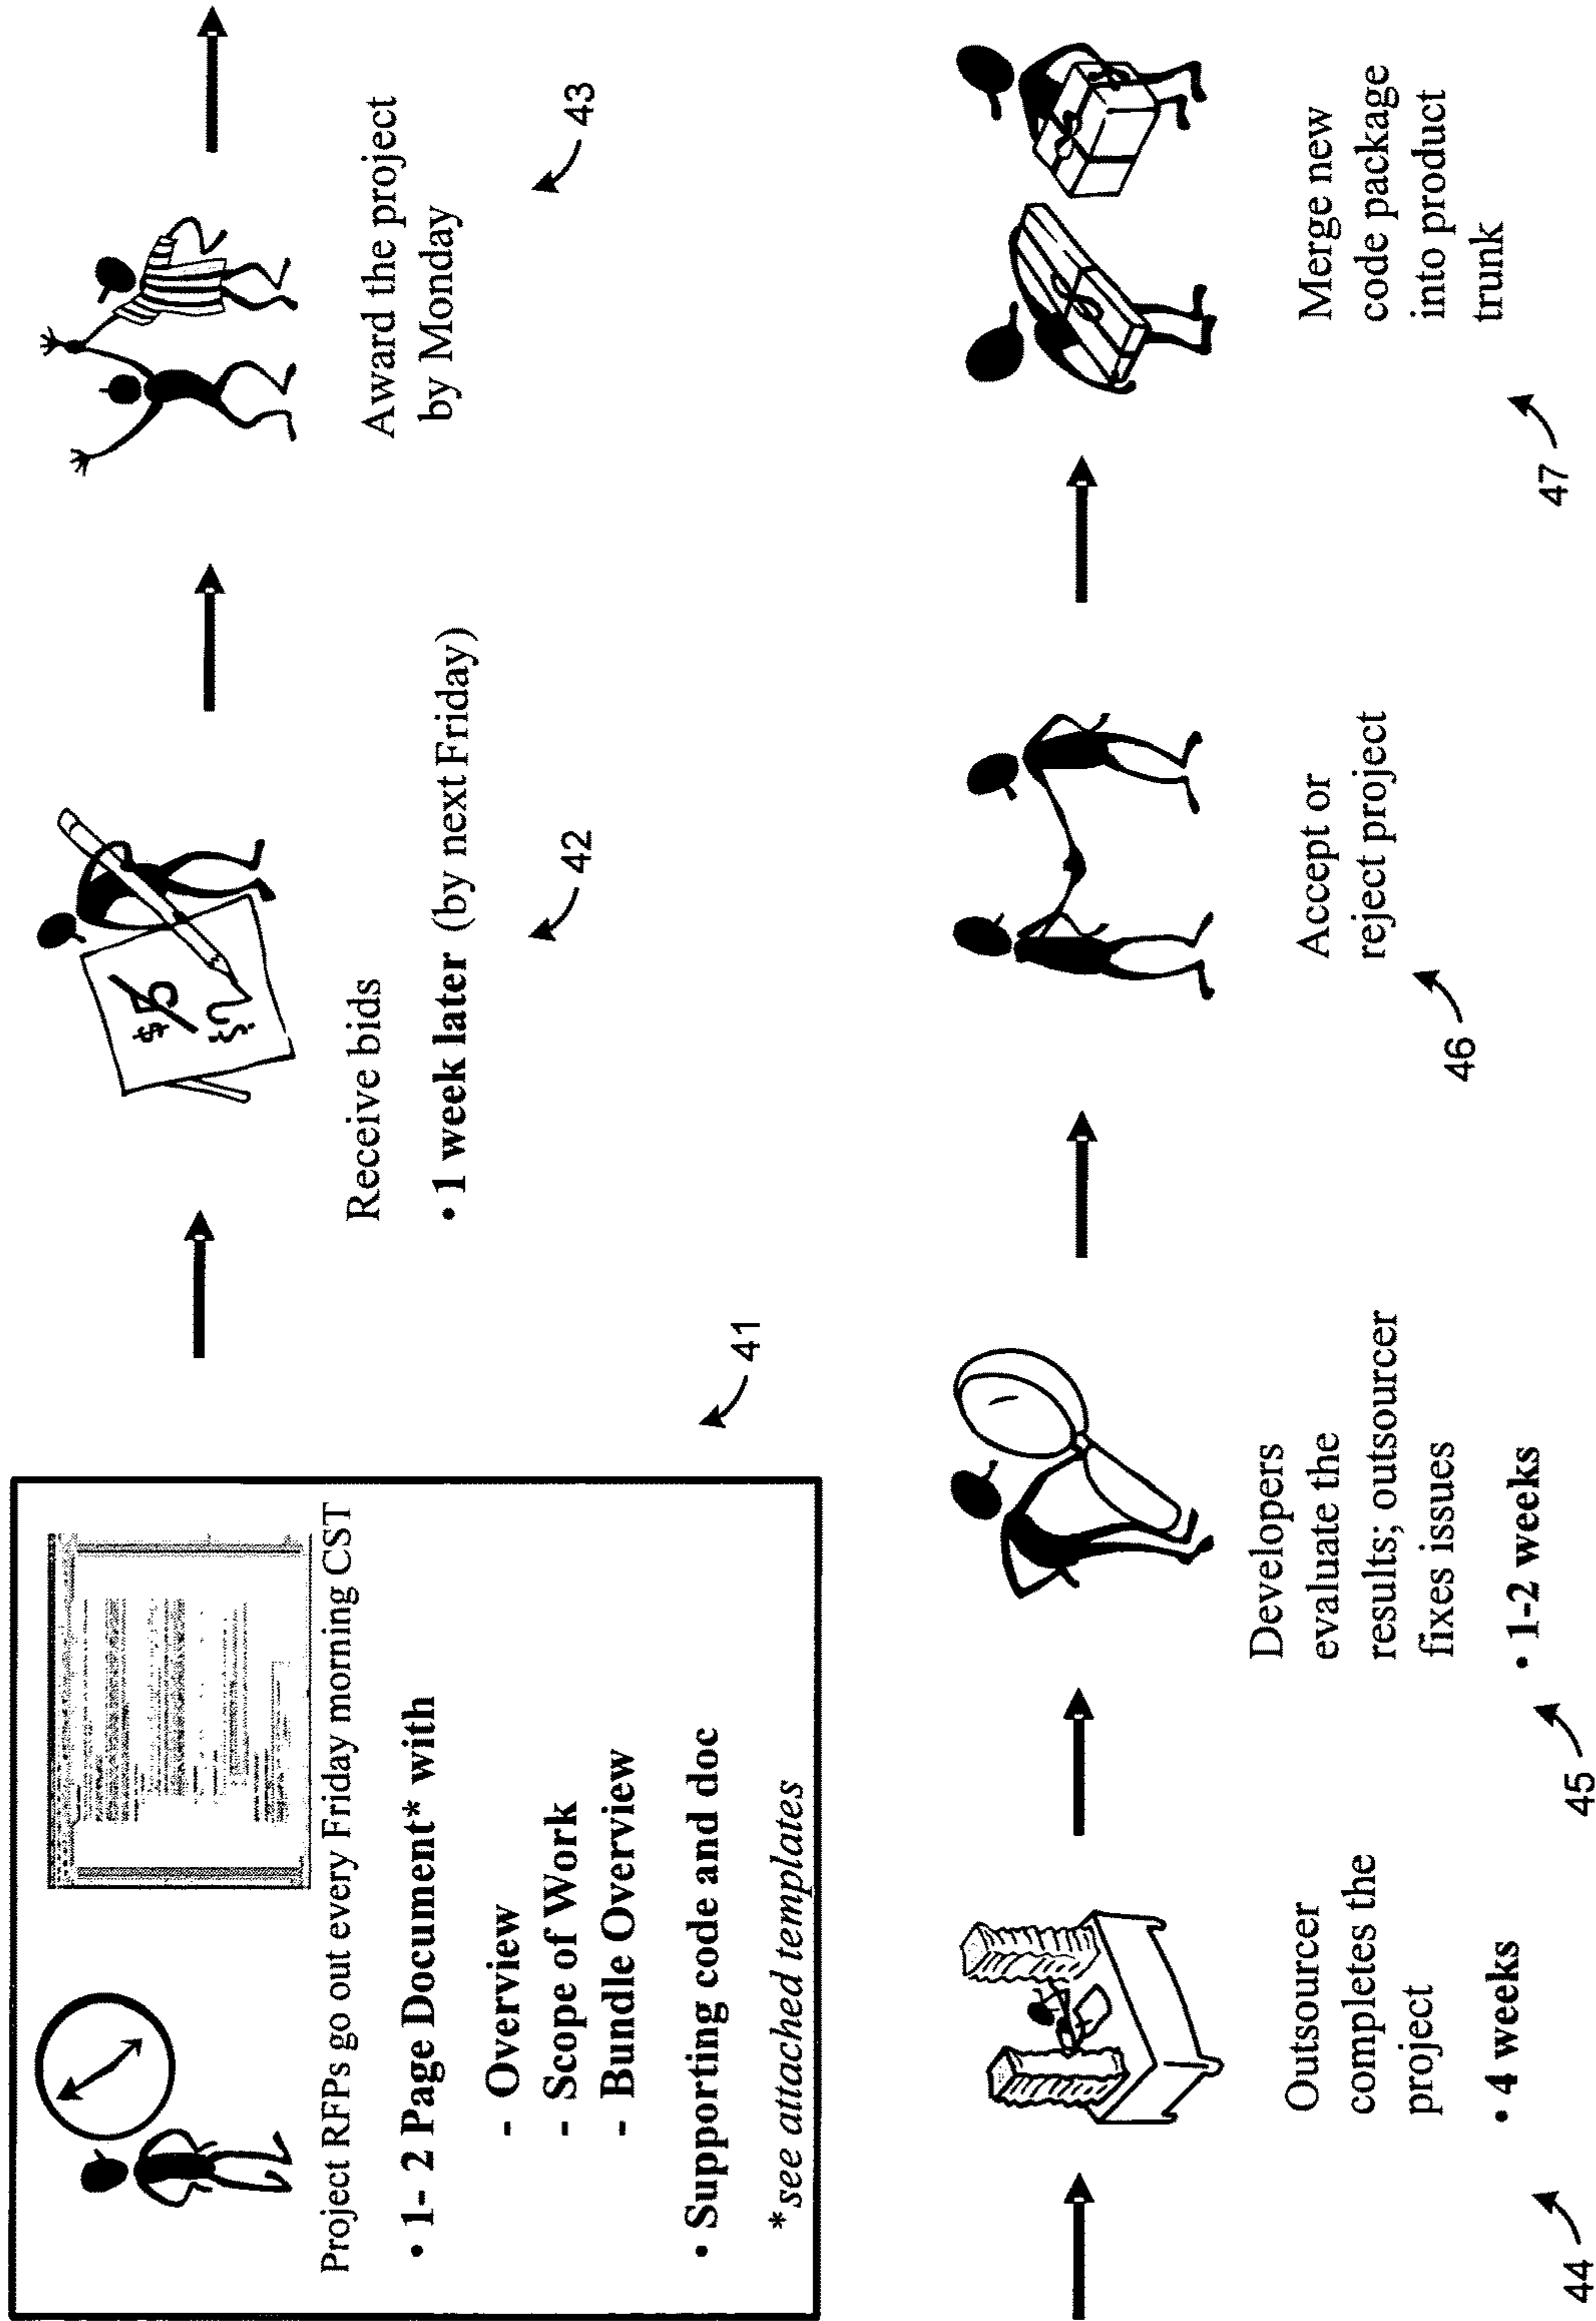 Project RFPs go out every Friday morning CST
• 1- 2 Page Document* with
- Overview
- Scope of Work
- Bundle Overview
• Supporting code and doc
*see attached templates
41
$
Receive bids
• 1 week later (by next Friday)
42
Award the project
by Monday
43
Outsourcer
completes the
project
• 4 weeks
44
Developers
evaluate the
results; outsourcer
fixes issues
• 1-2 weeks
45
Accept or
reject project
46
Merge new
code package
into product
trunk
47